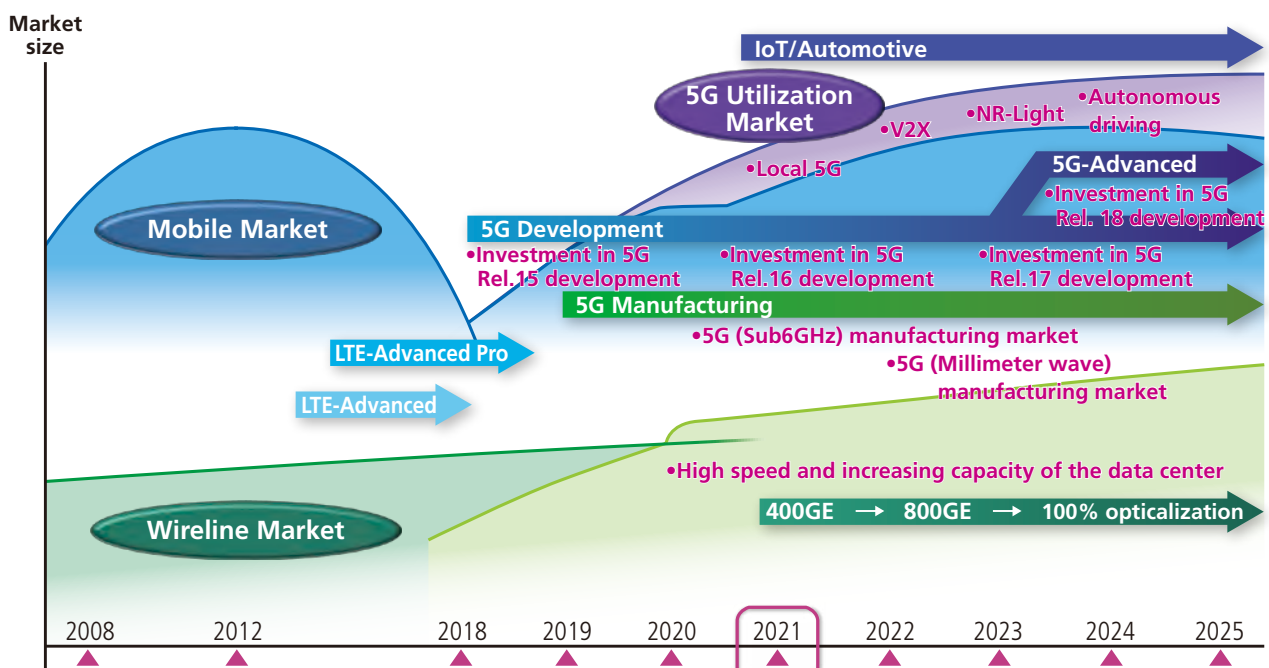 Market
size
IoT/Automotive
5G Utilization
Market
•Autonomous
driving
•NR-Light
•V2X
•Local 5G
5G-Advanced
•Investment in 5G
Rel. 18 development
Mobile Market
5G Development
•Investment in 5G
Rel.15 development
•Investment in 5G
Rel.16 development
•Investment in 5G
Rel.17 development
5G Manufacturing
•5G (Sub6GHz) manufacturing market
•5G (Millimeter wave)
manufacturing market
LTE-Advanced Pro
LTE-Advanced
•High speed and increasing capacity of the data center
400GE → 800GE → 100% opticalization
Wireline Market
2008 2012 2018 2019 2020 2021 2022 2023 2024 2025